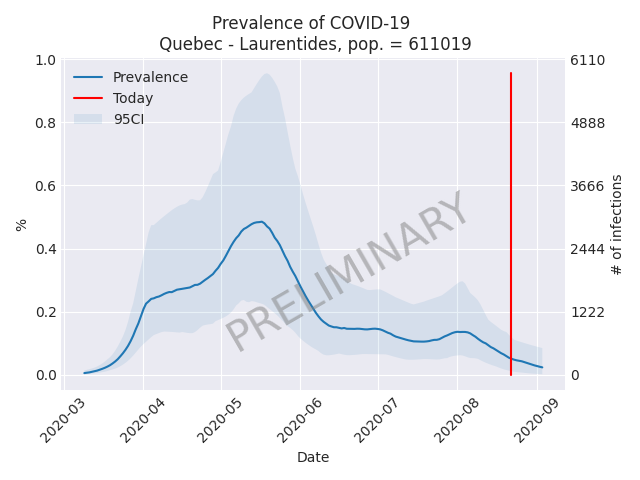 Prevalence of COVID-19
Quebec - Laurentides, pop. = 611019
Prevalence
Today
95CI
PRELIMINARY
%
1.0
0.8
0.6
0.4
0.2
0.0
6110
4888
3666
2444
1222
0
# of infections
2020-03
2020-04
2020-05
2020-06
2020-07
2020-08
2020-09
Date